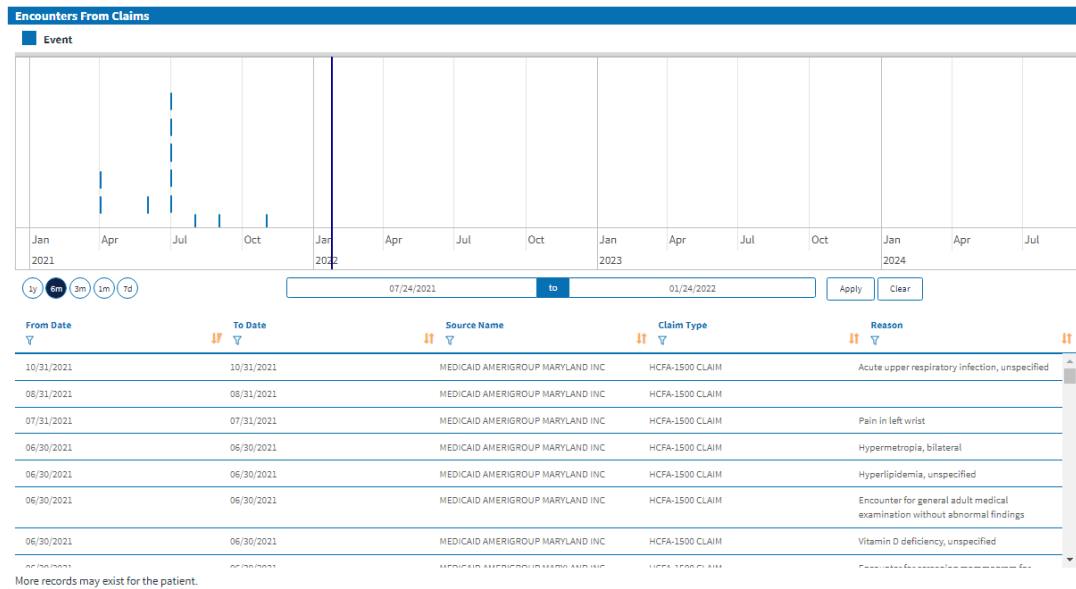 Encounters From Claims
Event
Jan Apr Jul Oct Jan Apr Jul Oct Jan Apr Jul Oct Jan Apr Jul
2021 2022 2023 2024
1y 6m 3m 1m 7d 07/24/2021 to 01/24/2022 Apply Clear
From Date To Date Source Name Claim Type Reason
10/31/2021 10/31/2021 MEDICAID AMERIGROUP MARYLAND INC HCFA-1500 CLAIM Acute upper respiratory infection, unspecified
08/31/2021 08/31/2021 MEDICAID AMERIGROUP MARYLAND INC HCFA-1500 CLAIM
07/31/2021 07/31/2021 MEDICAID AMERIGROUP MARYLAND INC HCFA-1500 CLAIM Pain in left wrist
06/30/2021 06/30/2021 MEDICAID AMERIGROUP MARYLAND INC HCFA-1500 CLAIM Hypermetropia, bilateral
06/30/2021 06/30/2021 MEDICAID AMERIGROUP MARYLAND INC HCFA-1500 CLAIM Hyperlipidemia, unspecified
06/30/2021 06/30/2021 MEDICAID AMERIGROUP MARYLAND INC HCFA-1500 CLAIM Encounter for general adult medical
examination without abnormal findings
06/30/2021 06/30/2021 MEDICAID AMERIGROUP MARYLAND INC HCFA-1500 CLAIM Vitamin D deficiency, unspecified
More records may exist for the patient.